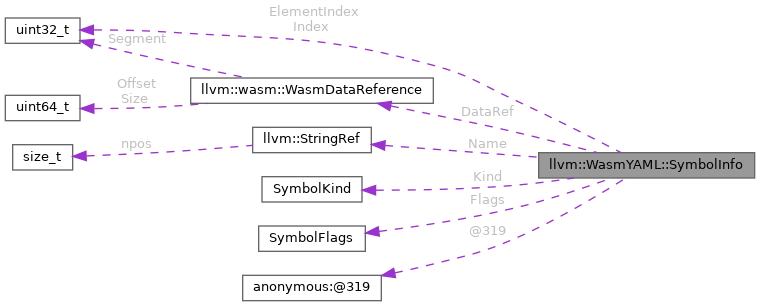 ElementIndex
Index
uint32_t
Segment
Offset
Size
llvm::wasm::WasmDataReference
uint64_t
DataRef
npos
llvm::StringRef
Name
size_t
llvm::WasmYAML::SymbolInfo
Kind
SymbolKind
Flags
SymbolFlags
@319
anonymous:@319